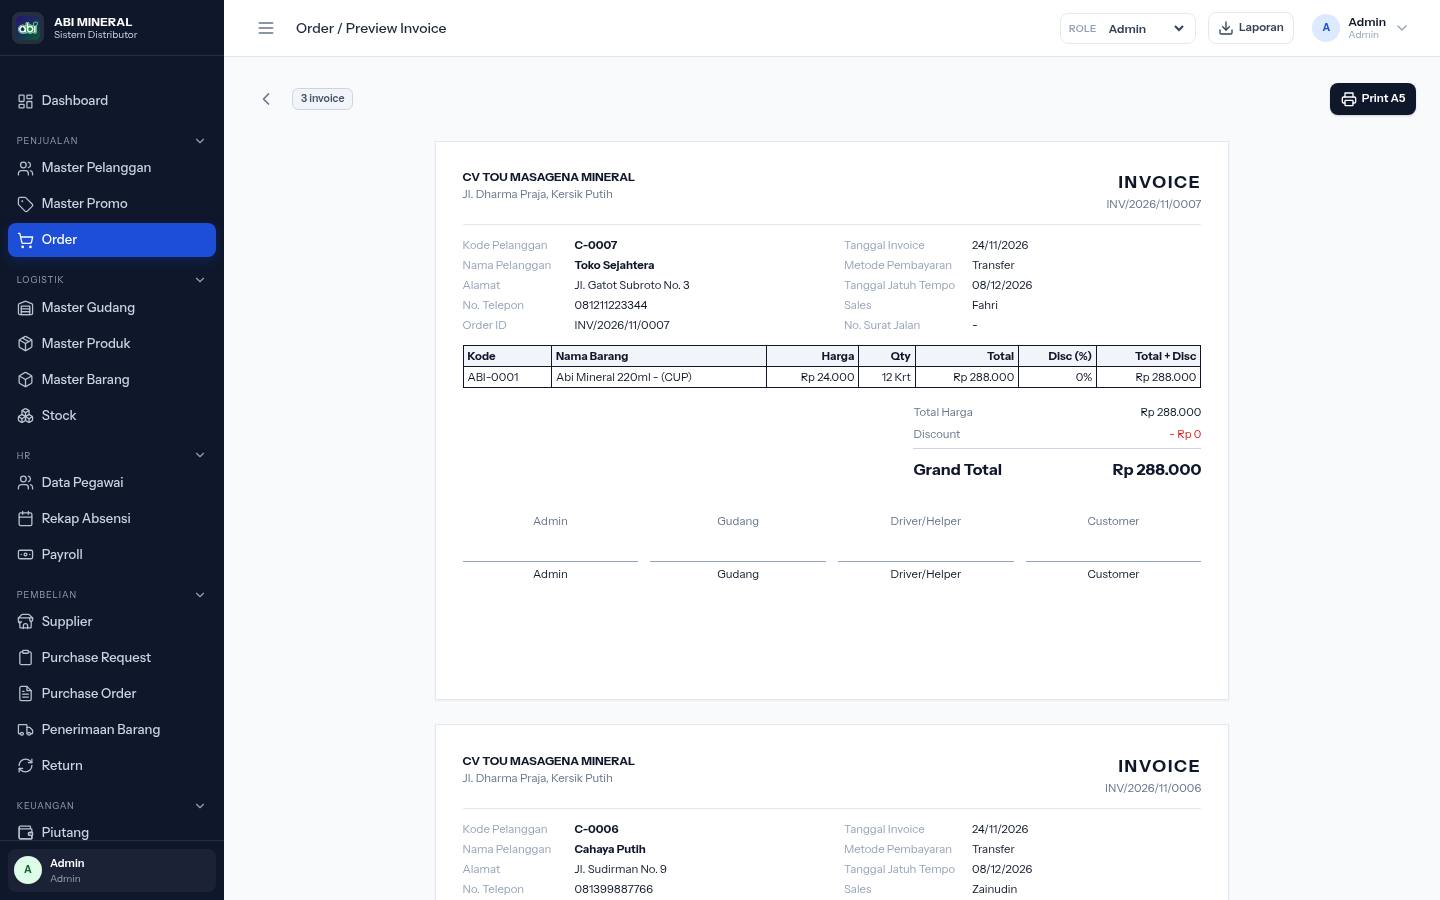 abi
ABI MINERAL
Sistem Distributor
Dashboard
PENJUALAN
Master Pelanggan
Master Promo
Order
LOGISTIK
Master Gudang
Master Produk
Master Barang
Stock
HR
Data Pegawai
Rekap Absensi
Payroll
PEMBELIAN
Supplier
Purchase Request
Purchase Order
Penerimaan Barang
Return
KEUANGAN
Piutang
A
Admin
Admin
Order / Preview Invoice
ROLE Admin
Laporan
A
Admin
Admin
3 invoice
Print A5
CV TOU MASAGENA MINERAL
Jl. Dharma Praja, Kersik Putih
INVOICE
INV/2026/11/0007
Kode Pelanggan C-0007 Tanggal Invoice 24/11/2026
Nama Pelanggan Toko Sejahtera Metode Pembayaran Transfer
Alamat Jl. Gatot Subroto No. 3 Tanggal Jatuh Tempo 08/12/2026
No. Telepon 081211223344 Sales Fahri
Order ID INV/2026/11/0007 No. Surat Jalan -
Kode Nama Barang Harga Qty Total Disc (%) Total + Disc
ABI-0001 Abi Mineral 220ml - (CUP) Rp 24.000 12 Krt Rp 288.000 0% Rp 288.000
Total Harga Rp 288.000
Discount - Rp 0
Grand Total Rp 288.000
Admin Gudang Driver/Helper Customer
Admin Gudang Driver/Helper Customer
CV TOU MASAGENA MINERAL
Jl. Dharma Praja, Kersik Putih
INVOICE
INV/2026/11/0006
Kode Pelanggan C-0006 Tanggal Invoice 24/11/2026
Nama Pelanggan Cahaya Putih Metode Pembayaran Transfer
Alamat Jl. Sudirman No. 9 Tanggal Jatuh Tempo 08/12/2026
No. Telepon 081399887766 Sales Zainudin